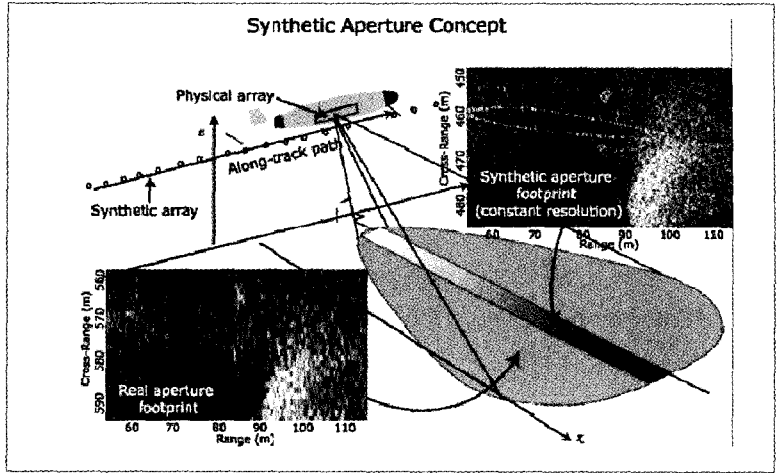 Synthetic Aperture Concept
Physical array
Along-track path
Synthetic array
Cross-Range (m)
450
460
470
480
Synthetic aperture
footprint
(constant resolution)
60 70 80 90 100 110
Range (m)
Cross-Range (m)
560
570
580
590
Real aperture
footprint
60 70 80 90 100 110
Range (m)
x